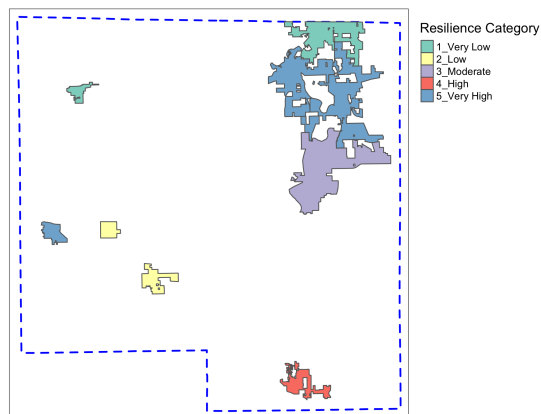 Resilience Category
1_Very Low
2_Low
3_Moderate
4_High
5_Very High